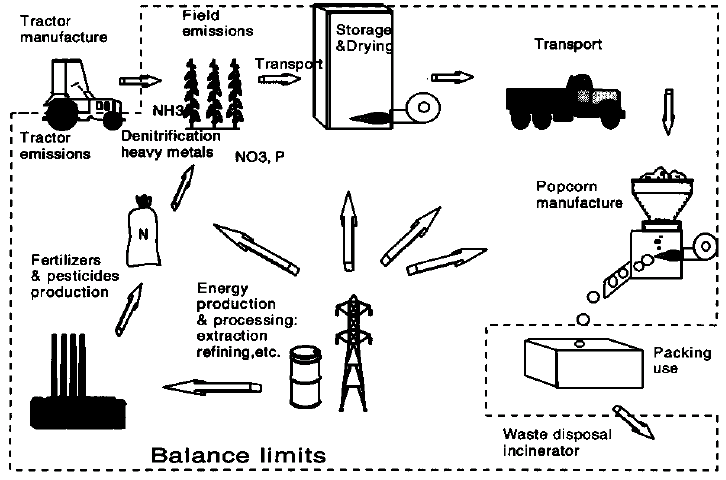 Tractor
manufacture
Field
emissions
Transport
Storage
&Drying
Transport
NH3
Tractor
emissions
Denitrification
heavy metals
NO3, P
Popcorn
manufacture
N
Fertilizers
& pesticides
production
Energy
production
& processing:
extraction
refining,etc.
Packing
use
Waste disposal
incinerator
Balance limits